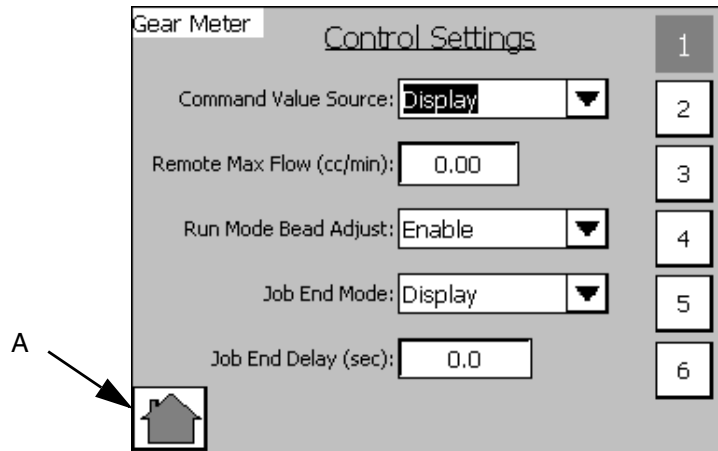 Gear Meter
Control Settings
1
Command Value Source: Display
2
Remote Max Flow (cc/min): 0.00
3
Run Mode Bead Adjust: Enable
4
Job End Mode: Display
5
A
Job End Delay (sec): 0.0
6